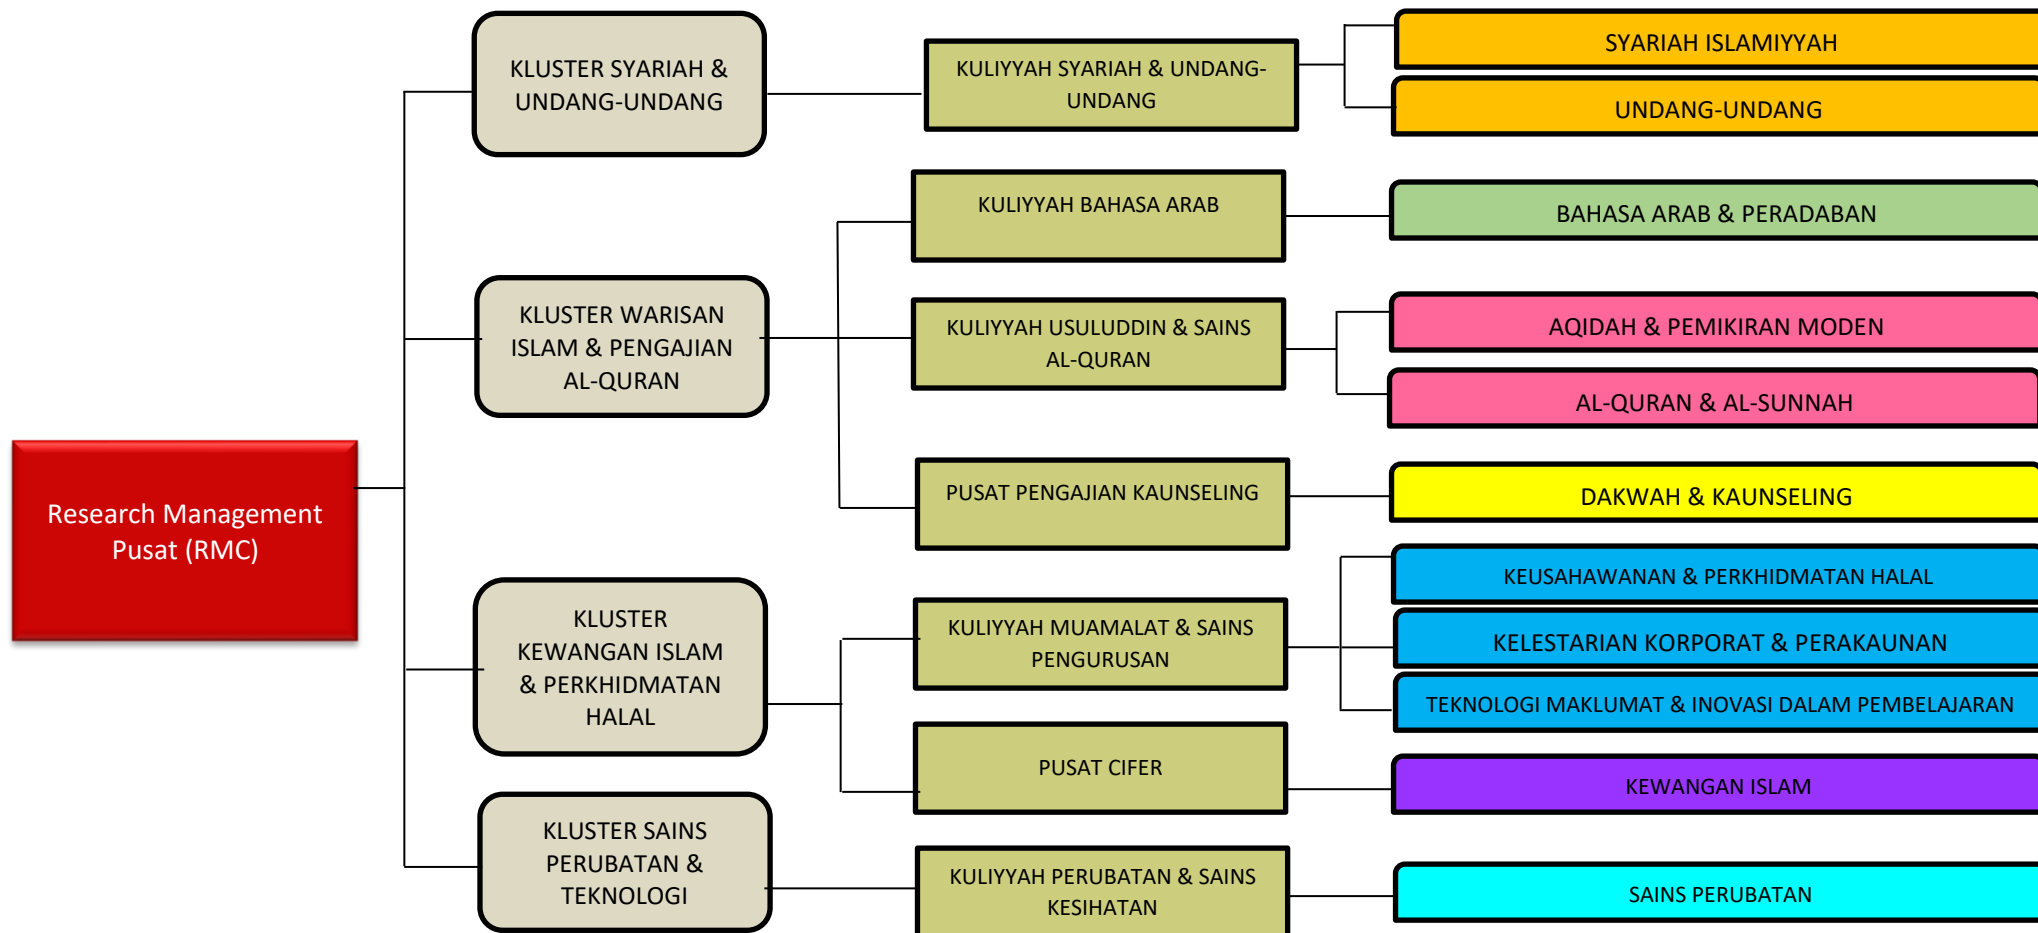 Research Management
Pusat (RMC)
KLUSTER SYARIAH &
UNDANG-UNDANG
KULIYYAH SYARIAH & UNDANG-
UNDANG
SYARIAH ISLAMIYYAH
UNDANG-UNDANG
KLUSTER WARISAN
ISLAM & PENGAJIAN
AL-QURAN
KULIYYAH BAHASA ARAB
BAHASA ARAB & PERADABAN
KULIYYAH USULUDDIN & SAINS
AL-QURAN
AQIDAH & PEMIKIRAN MODEN
AL-QURAN & AL-SUNNAH
PUSAT PENGAJIAN KAUNSELING
DAKWAH & KAUNSELING
KLUSTER
KEWANGAN ISLAM
& PERKHIDMATAN
HALAL
KULIYYAH MUAMALAT & SAINS
PENGURUSAN
KEUSAHAWANAN & PERKHIDMATAN HALAL
KELESTARIAN KORPORAT & PERAKAUNAN
TEKNOLOGI MAKLUMAT & INOVASI DALAM PEMBELAJARAN
PUSAT CIFER
KEWANGAN ISLAM
KLUSTER SAINS
PERUBATAN &
TEKNOLOGI
KULIYYAH PERUBATAN & SAINS
KESIHATAN
SAINS PERUBATAN